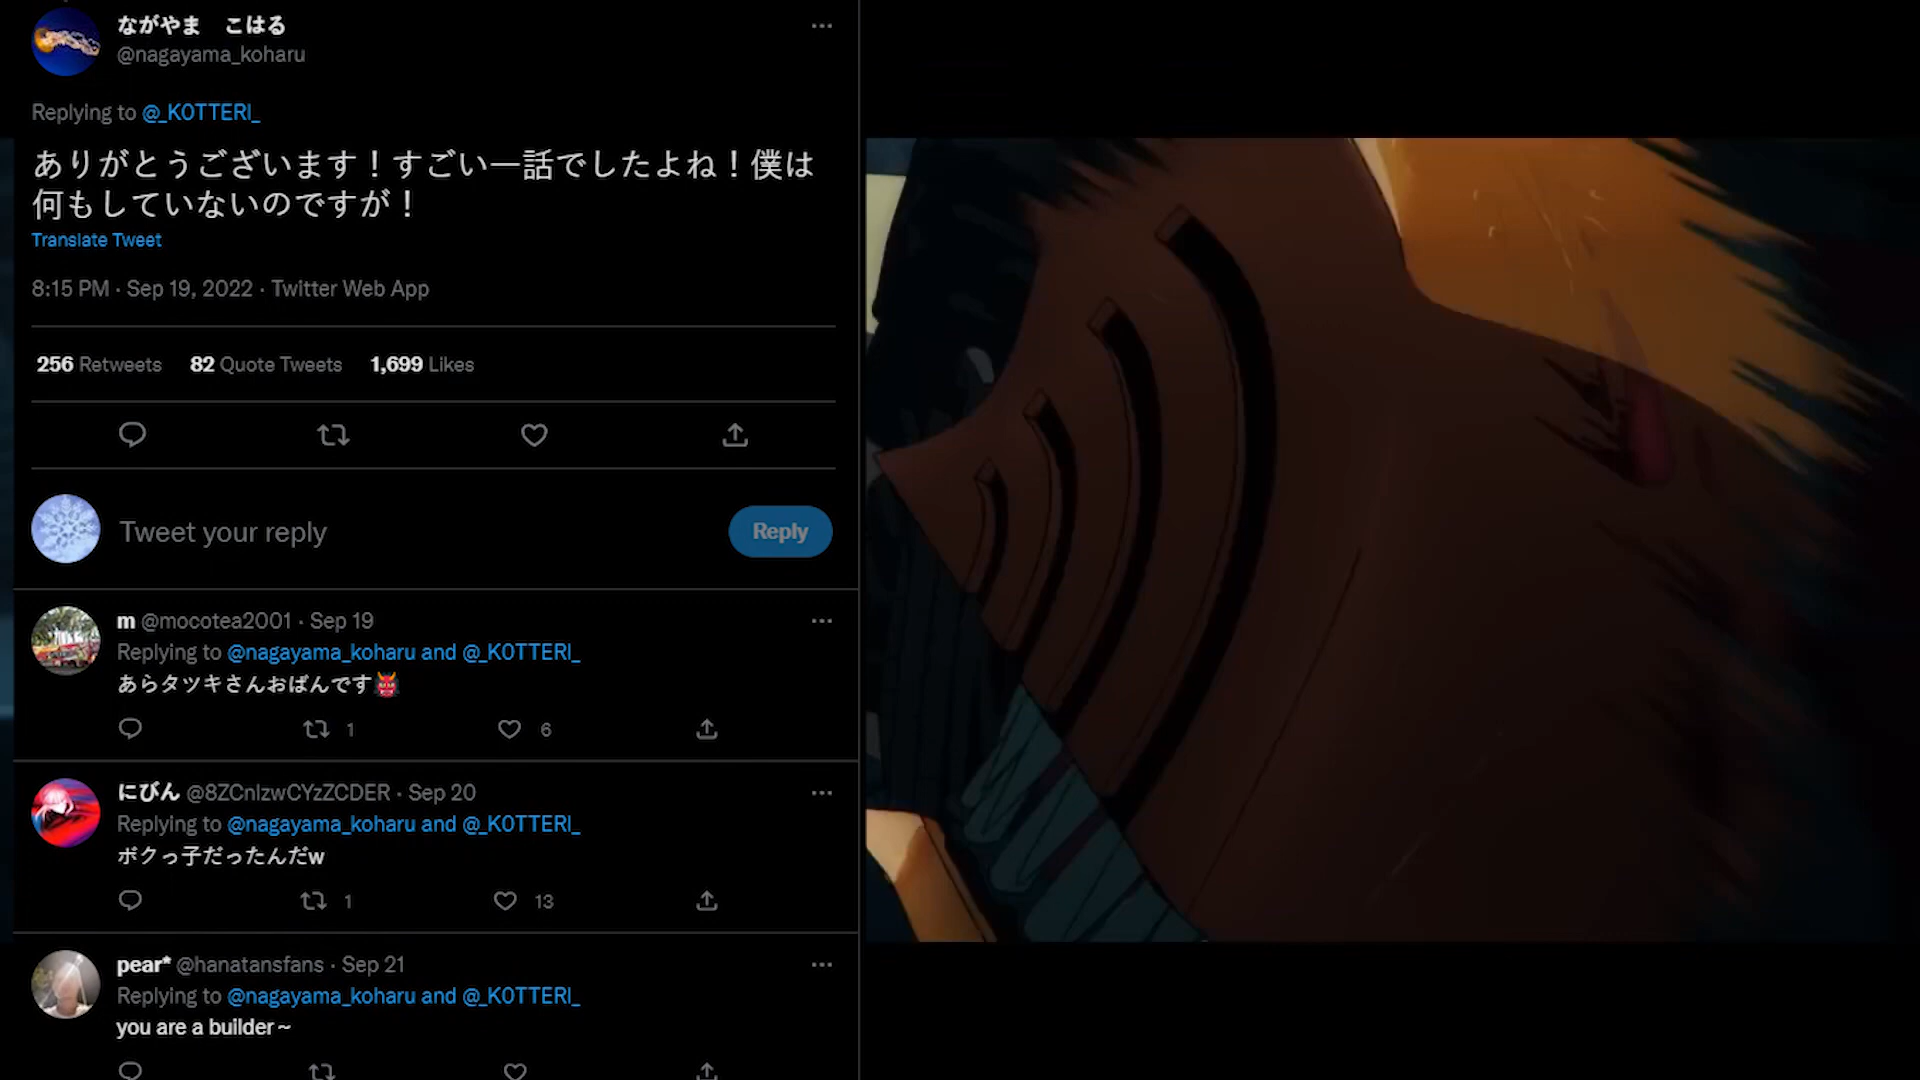 ながやま　こはる
@nagayama_koharu
Replying to @_K0TTERI_
ありがとうございます！すごい一話でしたよね！僕は
何もしていないのですが！
Translate Tweet
8:15 PM · Sep 19, 2022 · Twitter Web App
256 Retweets 82 Quote Tweets 1,699 Likes
Tweet your reply
Reply
m @mocotea2001 · Sep 19
Replying to @nagayama_koharu and @_K0TTERI_
あらタツキさんおばんです👹
1 6
にびん @8ZCnlzwCYzZCDER · Sep 20
Replying to @nagayama_koharu and @_K0TTERI_
ボクっ子だったんだw
1 13
pear* @hanatansfans · Sep 21
Replying to @nagayama_koharu and @_K0TTERI_
you are a builder~